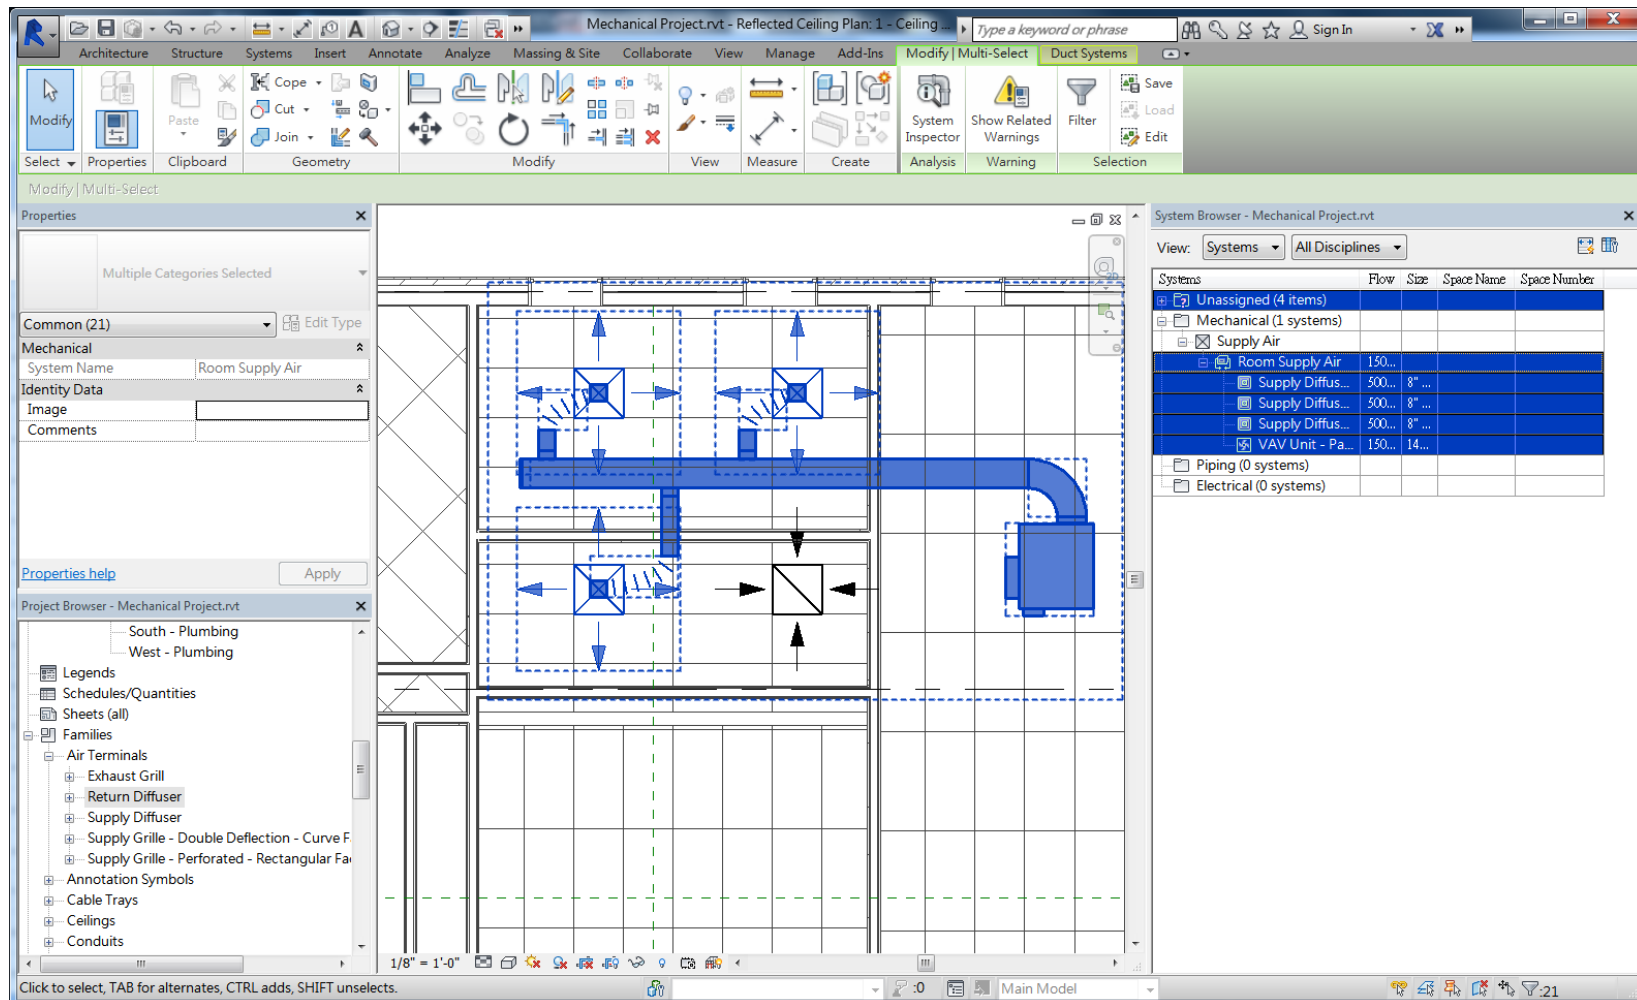 Mechanical Project.rvt - Reflected Ceiling Plan: 1 - Ceiling ...
Type a keyword or phrase
Sign In
Architecture Structure Systems Insert Annotate Analyze Massing & Site Collaborate View Manage Add-Ins Modify | Multi-Select Duct Systems
Modify
Paste
Cope
Cut
Join
System Inspector
Show Related Warnings
Filter
Save
Load
Edit
Select Properties Clipboard Geometry Modify View Measure Create Analysis Warning Selection
Modify | Multi-Select
Properties
Multiple Categories Selected
Common (21)
Edit Type
Mechanical
System Name Room Supply Air
Identity Data
Image
Comments
Properties help
Apply
Project Browser - Mechanical Project.rvt
South - Plumbing
West - Plumbing
Legends
Schedules/Quantities
Sheets (all)
Families
Air Terminals
Exhaust Grill
Return Diffuser
Supply Diffuser
Supply Grille - Double Deflection - Curve F
Supply Grille - Perforated - Rectangular Fa
Annotation Symbols
Cable Trays
Ceilings
Conduits
2D
1/8" = 1'-0"
System Browser - Mechanical Project.rvt
View: Systems All Disciplines
Systems Flow Size Space Name Space Number
Unassigned (4 items)
Mechanical (1 systems)
Supply Air
Room Supply Air 150...
Supply Diffus... 500... 8" ...
Supply Diffus... 500... 8" ...
Supply Diffus... 500... 8" ...
VAV Unit - Pa... 150... 14...
Piping (0 systems)
Electrical (0 systems)
Click to select, TAB for alternates, CTRL adds, SHIFT unselects.
:0
Main Model
:21